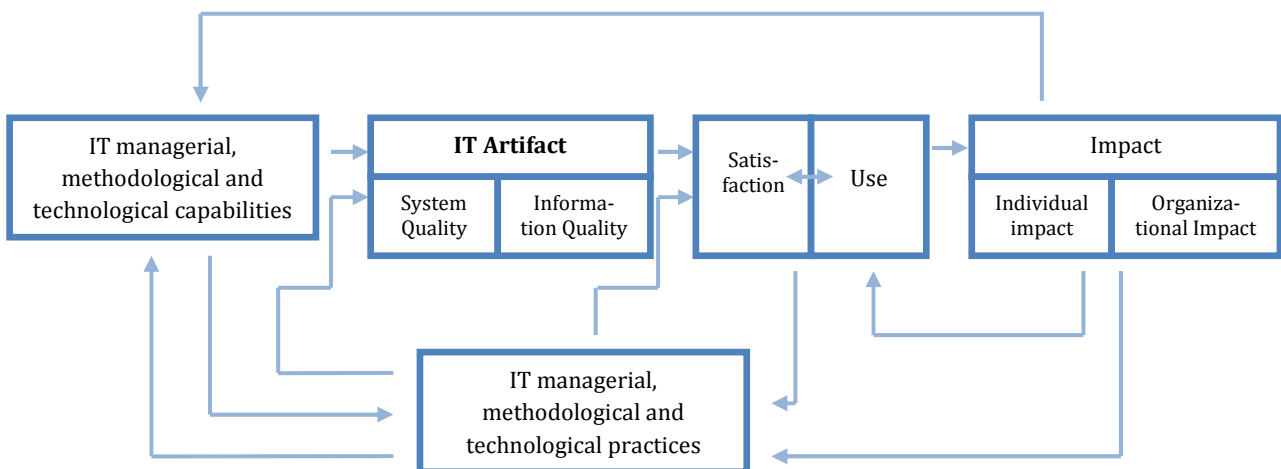 IT managerial,
methodological and
technological capabilities
IT Artifact
System
Quality
Informa-
tion Quality
Satis-
faction
Use
Impact
Individual
impact
Organiza-
tional Impact
IT managerial,
methodological and
technological practices